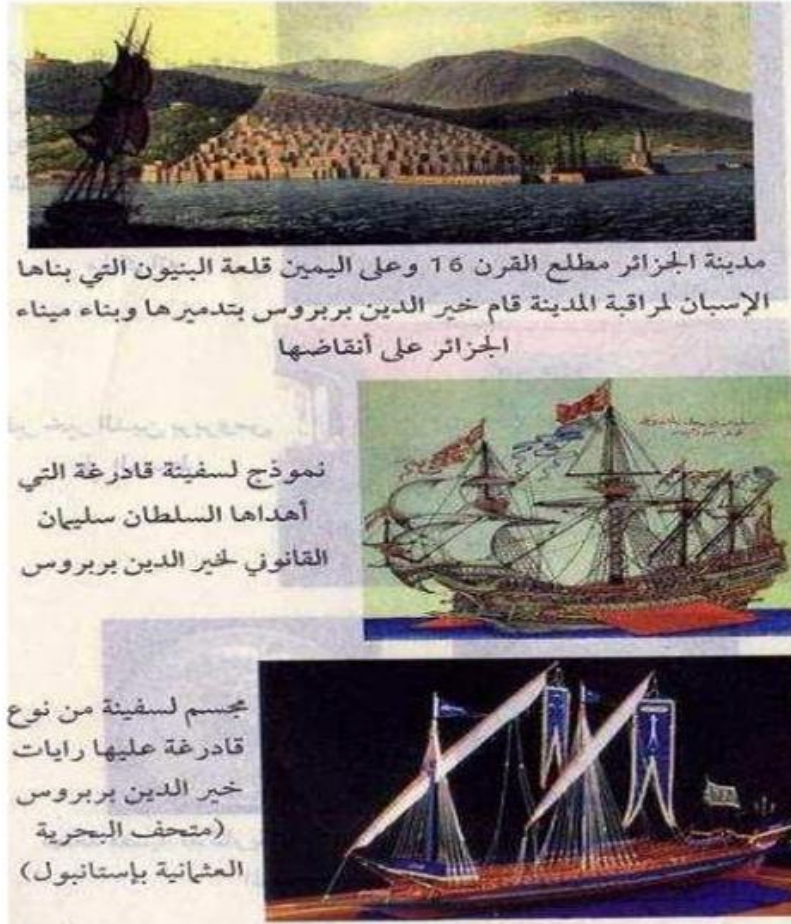 مدينة الجزائر مطلع القرن 16 وعلى اليمين قلعة البنيون التي بناها
الإسبان لمراقبة المدينة قام خير الدين بربروس بتدميرها وبناء ميناء
الجزائر على أنقاضها
نموذج لسفينة قادرغة التي
أهداها السلطان سليمان
القانوني لخير الدين بربروس
مجسم لسفينة من نوع
قادرغة عليها رايات
خير الدين بربروس
(متحف البحرية
العثمانية بإستانبول)